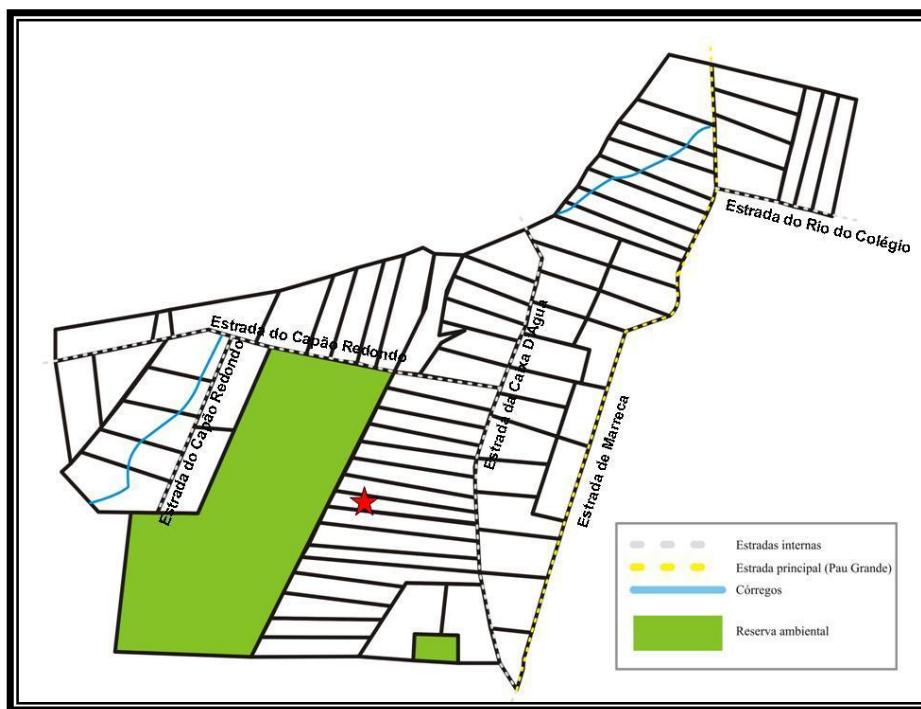 Estrada do Rio do Colégio
Estrada do Capão Redondo
Estrada da Caixa D'Água
Estrada do Capão Redondo
Estrada de Marreca
Estradas internas
Estrada principal (Pau Grande)
Córregos
Reserva ambiental